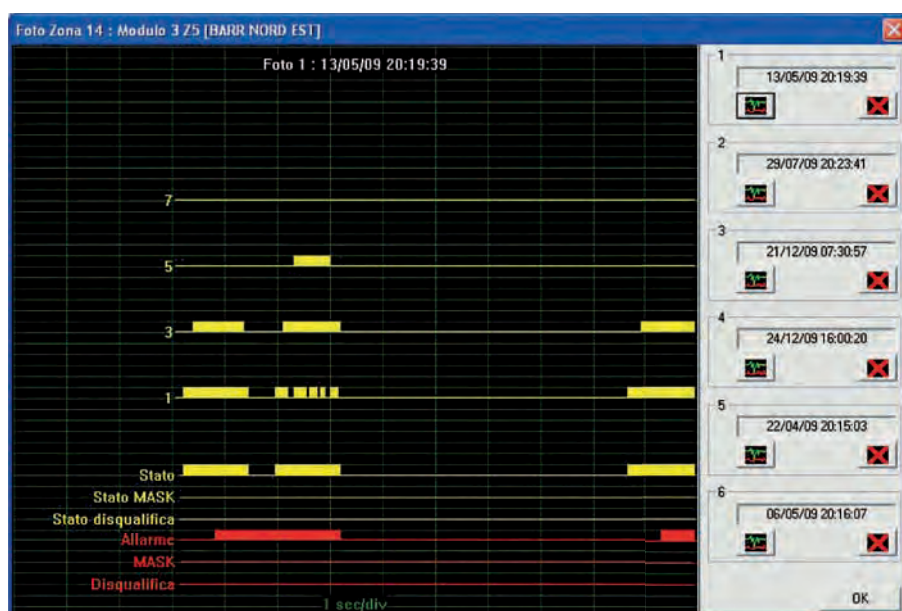 Foto Zona 14 : Modulo 3 Z5 [BARR NORD EST]
Foto 1 : 13/05/09 20:19:39
7
5
3
1
Stato
Stato MASK
Stato disqualifica
Allarme
MASK
Disqualifica
1 sec/div
1
13/05/09 20:19:39
2
29/07/09 20:23:41
3
21/12/09 07:30:57
4
24/12/09 16:00:20
5
22/04/09 20:15:03
6
06/05/09 20:16:07
OK